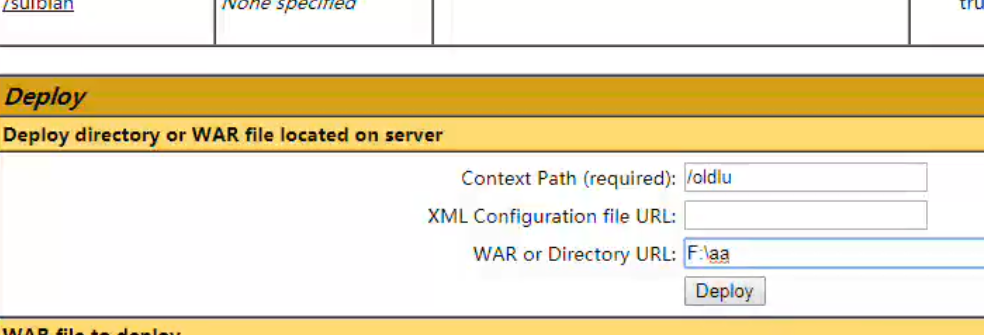 /suibian None specified tru
Deploy
Deploy directory or WAR file located on server
Context Path (required): /oldlu
XML Configuration file URL:
WAR or Directory URL: F:\aa
Deploy
WAR file to deploy